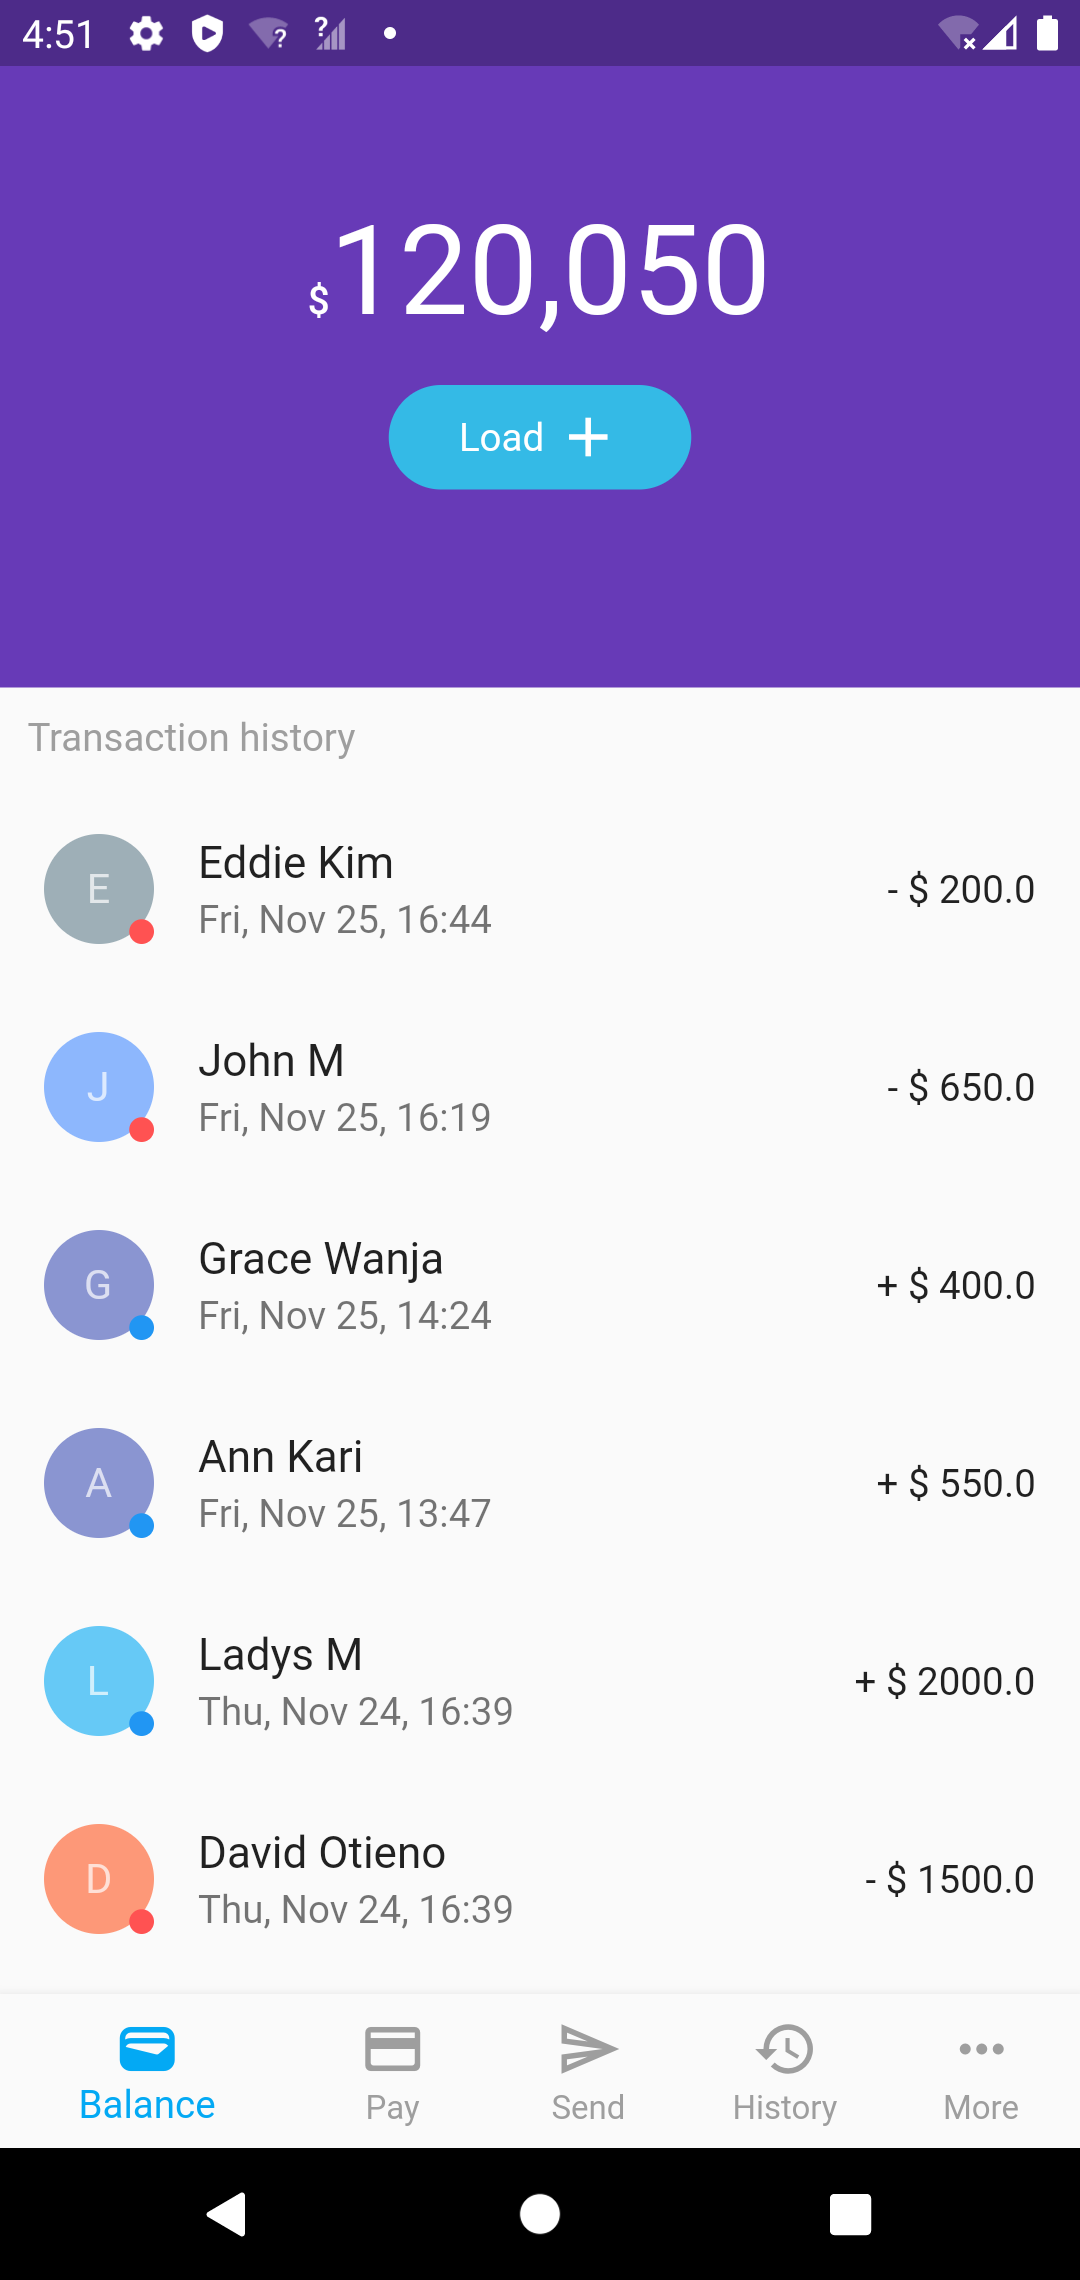 4:51
$120,050
Load
Transaction history
E
Eddie Kim
Fri, Nov 25, 16:44
- $ 200.0
J
John M
Fri, Nov 25, 16:19
- $ 650.0
G
Grace Wanja
Fri, Nov 25, 14:24
+ $ 400.0
A
Ann Kari
Fri, Nov 25, 13:47
+ $ 550.0
L
Ladys M
Thu, Nov 24, 16:39
+ $ 2000.0
D
David Otieno
Thu, Nov 24, 16:39
- $ 1500.0
Balance
Pay
Send
History
More